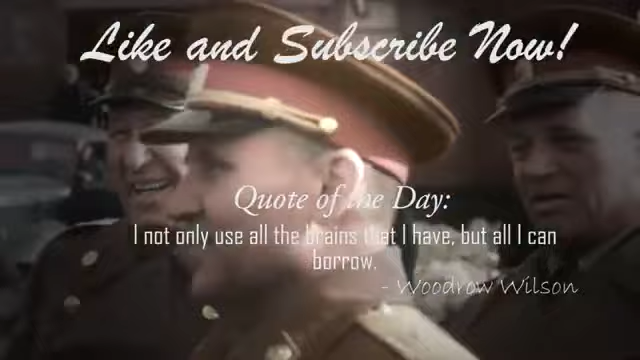 Like and Subscribe Now!
Quote of the Day:
I not only use all the brains that I have, but all I can
borrow.
- Woodrow Wilson